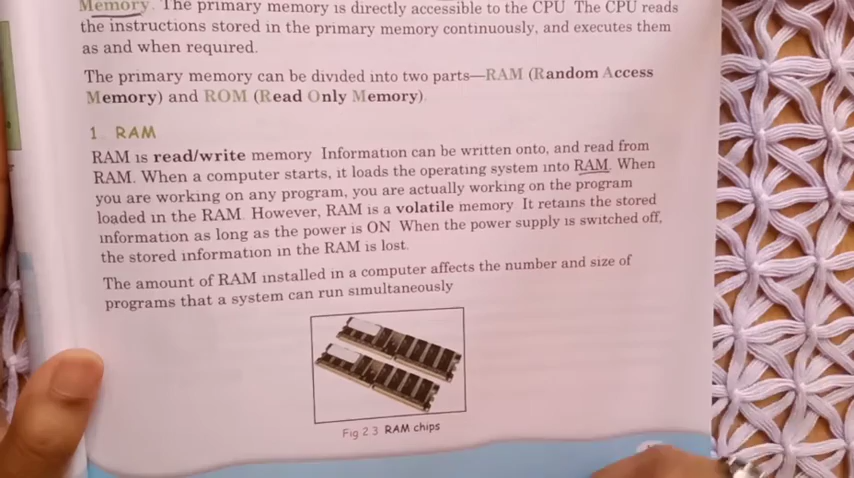 Memory. The primary memory is directly accessible to the CPU. The CPU reads
the instructions stored in the primary memory continuously, and executes them
as and when required.
The primary memory can be divided into two parts—RAM (Random Access
Memory) and ROM (Read Only Memory).
1. RAM
RAM is read/write memory. Information can be written onto, and read from
RAM. When a computer starts, it loads the operating system into RAM. When
you are working on any program, you are actually working on the program
loaded in the RAM. However, RAM is a volatile memory. It retains the stored
information as long as the power is ON. When the power supply is switched off,
the stored information in the RAM is lost.
The amount of RAM installed in a computer affects the number and size of
programs that a system can run simultaneously.
Fig 2.3 RAM chips